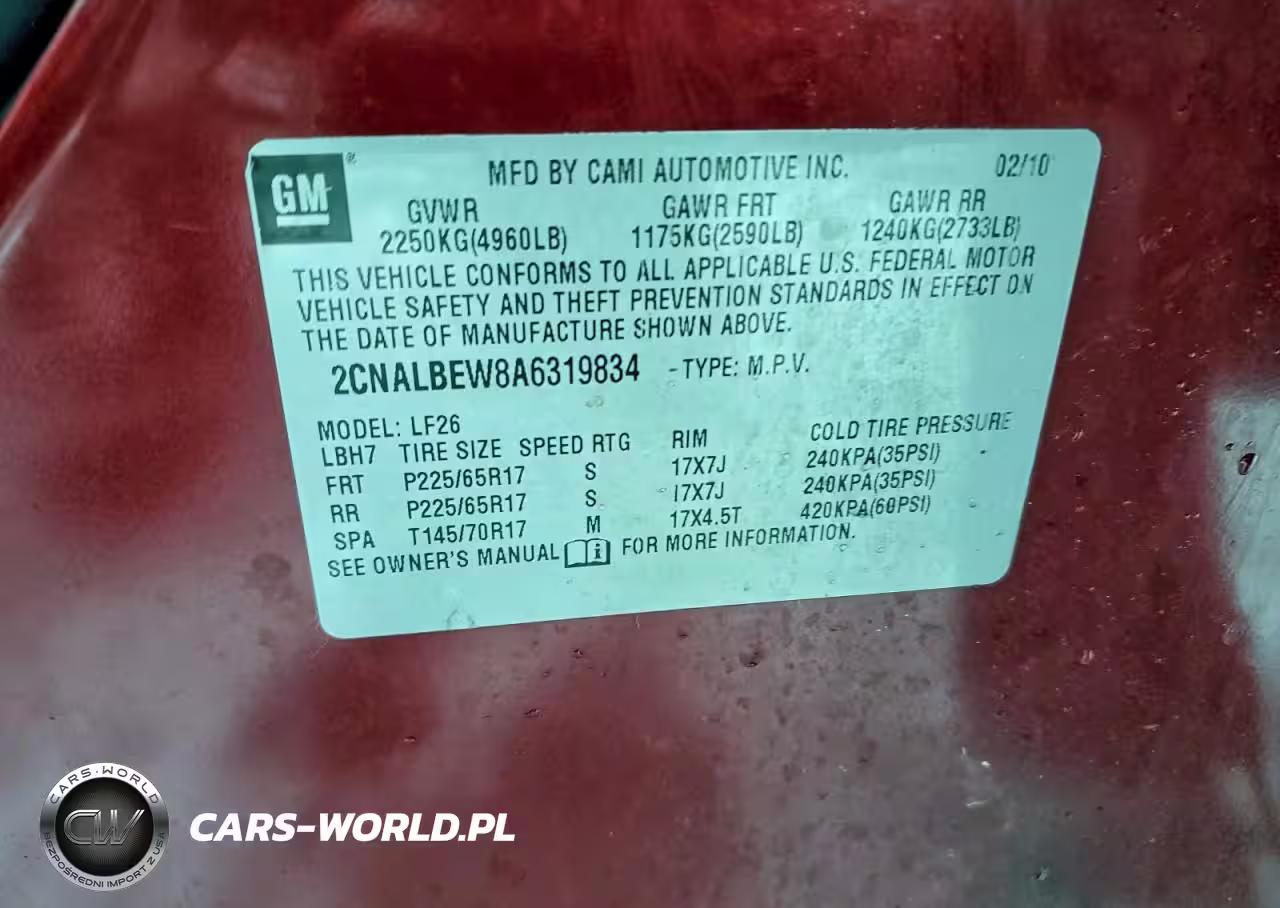 GM®
MFD BY CAMI AUTOMOTIVE INC. 02/10
GVWR GAWR FRT GAWR RR
2250KG(4960LB) 1175KG(2590LB) 1240KG(2733LB)
THIS VEHICLE CONFORMS TO ALL APPLICABLE U.S. FEDERAL MOTOR
VEHICLE SAFETY AND THEFT PREVENTION STANDARDS IN EFFECT ON
THE DATE OF MANUFACTURE SHOWN ABOVE.
2CNALBEW8A6319834 - TYPE: M.P.V.
MODEL: LF26
LBH7 TIRE SIZE SPEED RTG RIM COLD TIRE PRESSURE
FRT P225/65R17 S 17X7J 240KPA(35PSI)
RR P225/65R17 S 17X7J 240KPA(35PSI)
SPA T145/70R17 M 17X4.5T 420KPA(60PSI)
SEE OWNER'S MANUAL FOR MORE INFORMATION.
CARS-WORLD
CW
BEZPOŚREDNI IMPORT Z USA
CARS-WORLD.PL